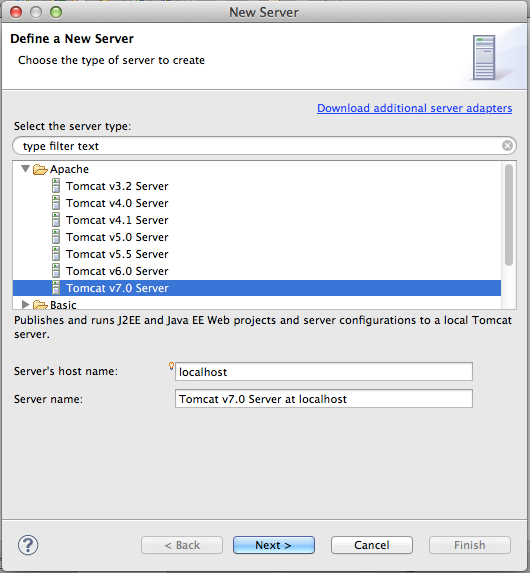 New Server
Define a New Server
Choose the type of server to create
Download additional server adapters
Select the server type:
type filter text
Apache
Tomcat v3.2 Server
Tomcat v4.0 Server
Tomcat v4.1 Server
Tomcat v5.0 Server
Tomcat v5.5 Server
Tomcat v6.0 Server
Tomcat v7.0 Server
Basic
Publishes and runs J2EE and Java EE Web projects and server configurations to a local Tomcat
server.
Server's host name: localhost
Server name: Tomcat v7.0 Server at localhost
? < Back Next > Cancel Finish